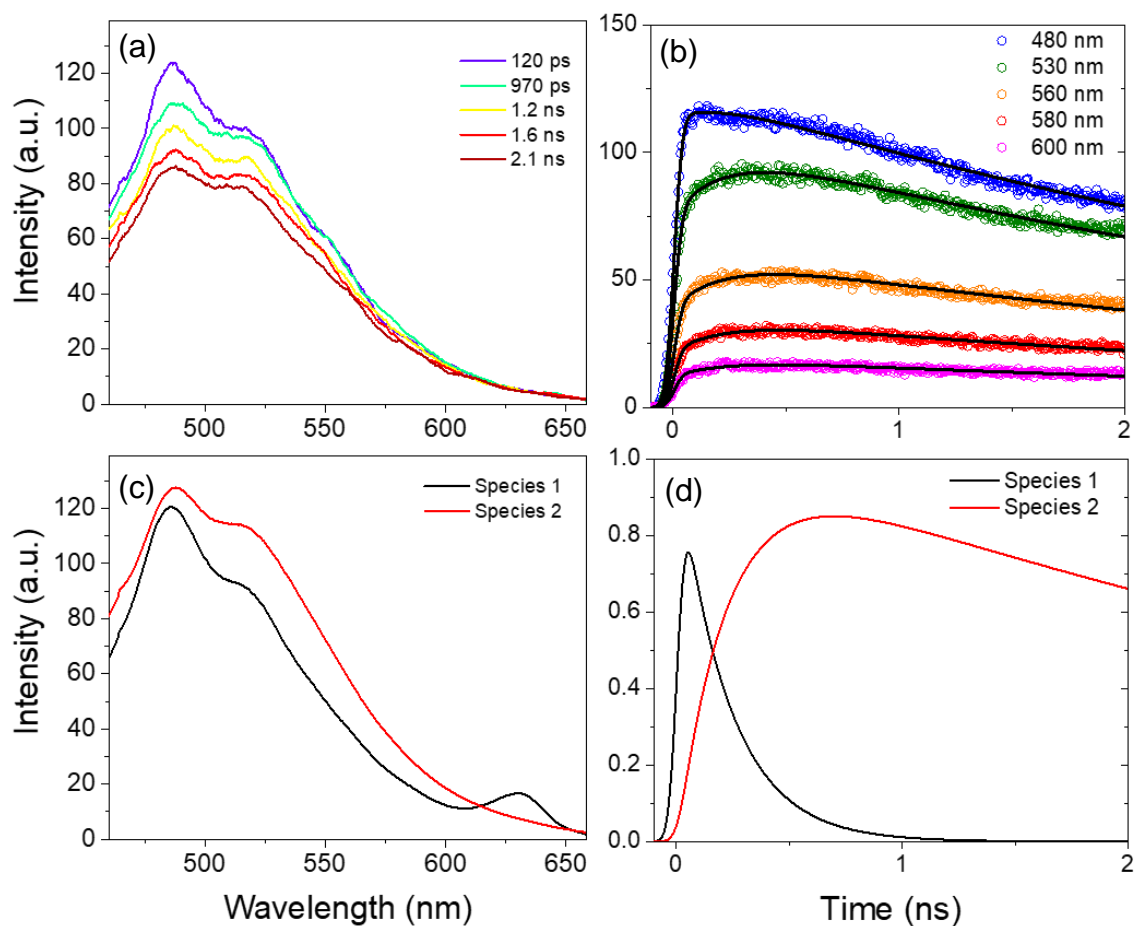 (a)
120 ps
970 ps
1.2 ns
1.6 ns
2.1 ns
Intensity (a.u.)
120
100
80
60
40
20
0
500
550
600
650
(b)
480 nm
530 nm
560 nm
580 nm
600 nm
150
100
50
0
0
1
2
(c)
Species 1
Species 2
Intensity (a.u.)
120
100
80
60
40
20
0
500
550
600
650
Wavelength (nm)
(d)
Species 1
Species 2
1.0
0.8
0.6
0.4
0.2
0.0
0
1
2
Time (ns)